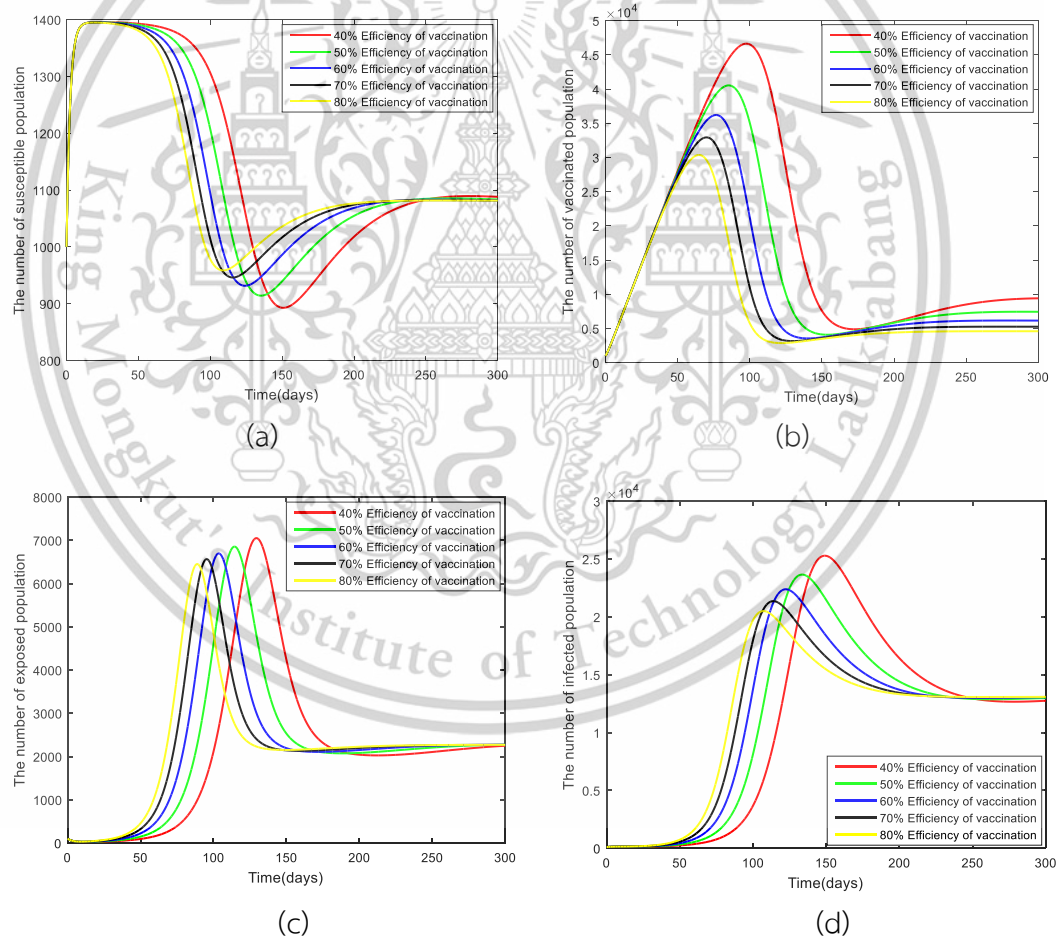 The number of susceptible population
1400
1300
1200
1100
1000
900
800
0
50
100
150
200
250
300
Time(days)
40% Efficiency of vaccination
50% Efficiency of vaccination
60% Efficiency of vaccination
70% Efficiency of vaccination
80% Efficiency of vaccination
(a)
The number of vaccinated population
×10⁴
5
4.5
4
3.5
3
2.5
2
1.5
1
0.5
0
0
50
100
150
200
250
300
Time(days)
40% Efficiency of vaccination
50% Efficiency of vaccination
60% Efficiency of vaccination
70% Efficiency of vaccination
80% Efficiency of vaccination
(b)
The number of exposed population
8000
7000
6000
5000
4000
3000
2000
1000
0
0
50
100
150
200
250
300
Time(days)
40% Efficiency of vaccination
50% Efficiency of vaccination
60% Efficiency of vaccination
70% Efficiency of vaccination
80% Efficiency of vaccination
(c)
The number of infected population
×10⁴
3
2.5
2
1.5
1
0.5
0
0
50
100
150
200
250
300
Time(days)
40% Efficiency of vaccination
50% Efficiency of vaccination
60% Efficiency of vaccination
70% Efficiency of vaccination
80% Efficiency of vaccination
(d)
King Mongkut's Institute of Technology Ladkrabang